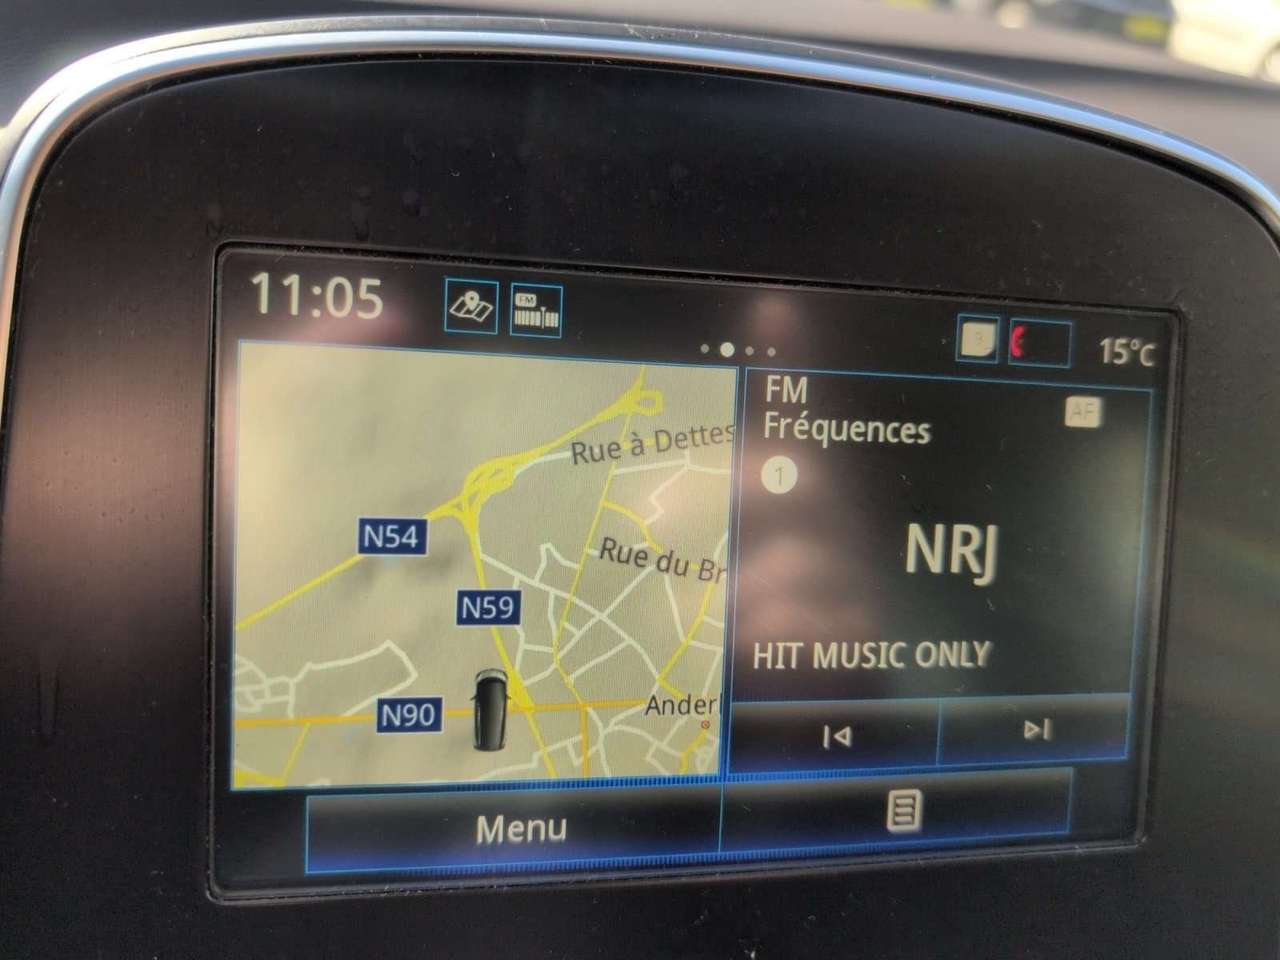 11:05
FM
15°C
Rue à Dettes
N54
Rue du Br
N59
N90
Ander
FM
AF
Fréquences
1
NRJ
HIT MUSIC ONLY
Menu